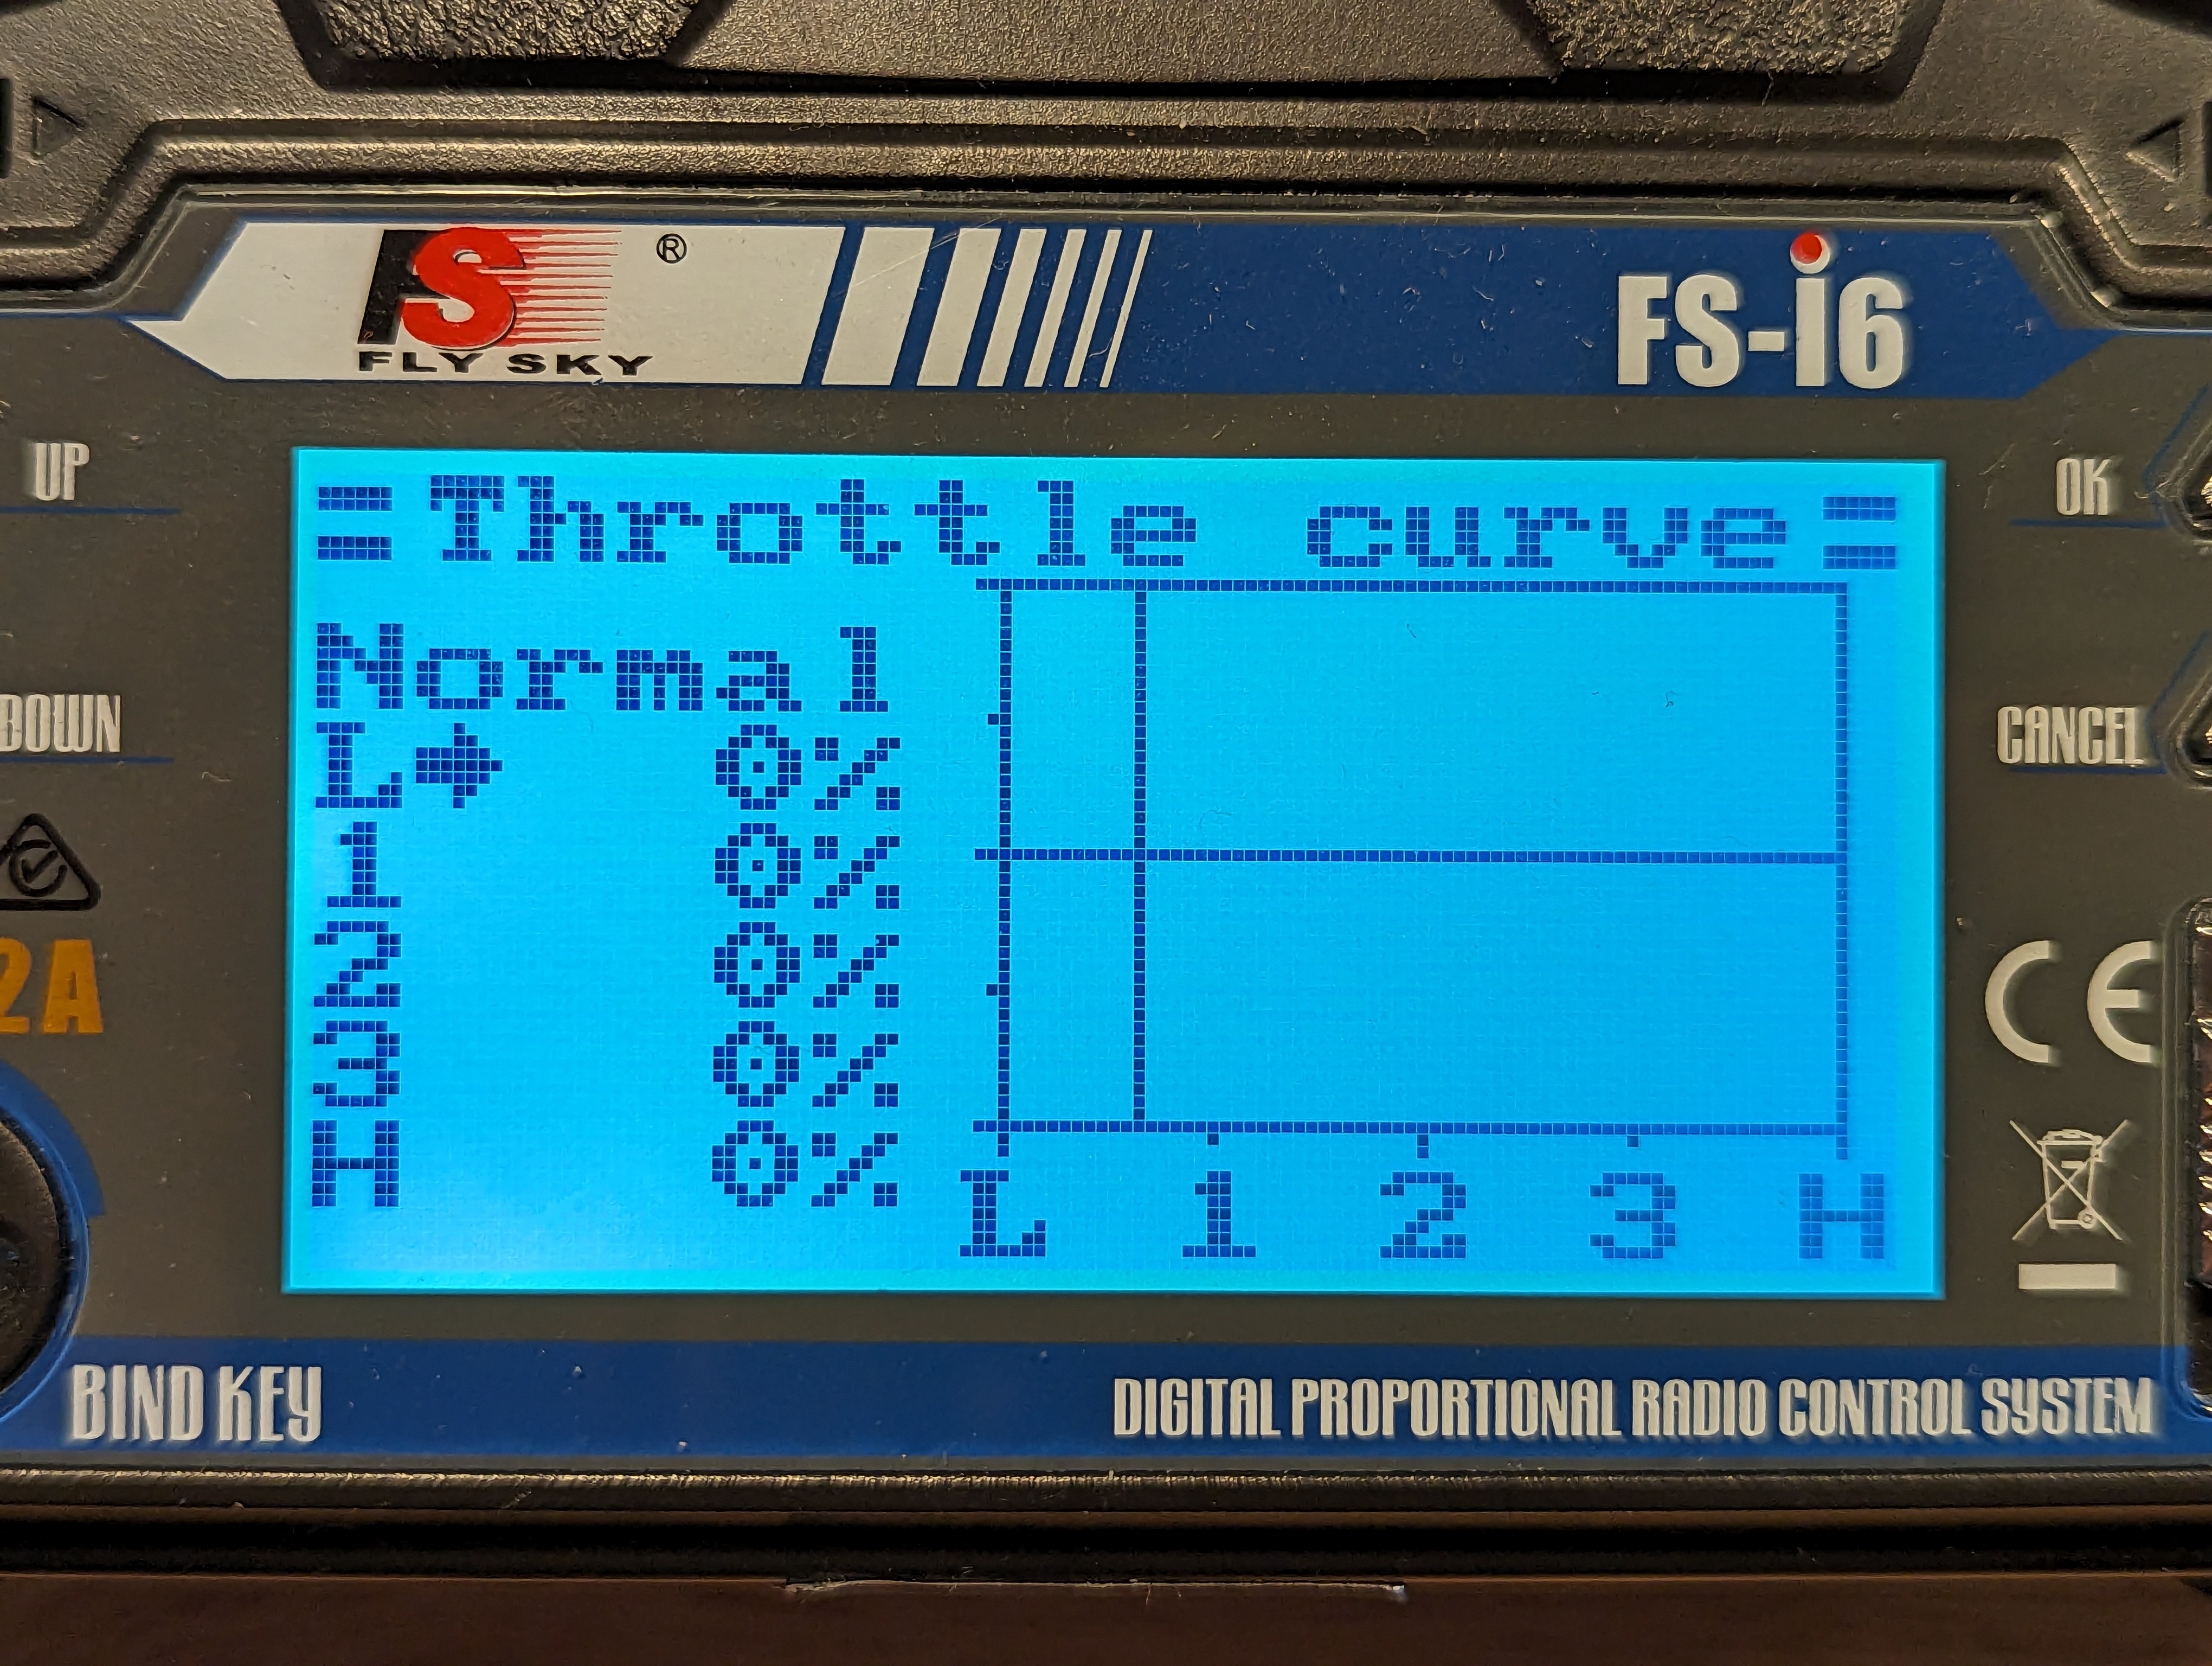 FS ®
FLY SKY
FS-i6
UP
OK
=Throttle curve=
Normal
DOWN
CANCEL
L→ 0%
1 0%
2 0%
3 0%
H 0%
L 1 2 3 H
2A
CE
BIND KEY
DIGITAL PROPORTIONAL RADIO CONTROL SYSTEM